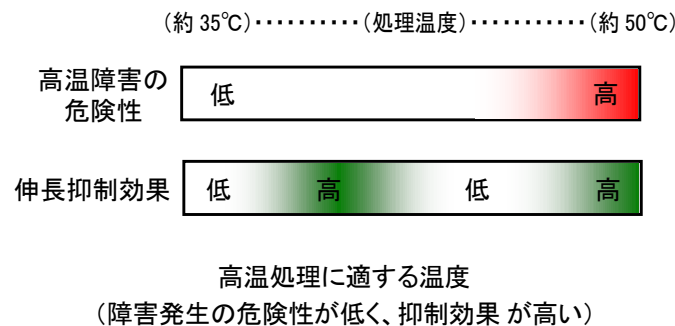 (約 35℃)‥‥‥‥‥(処理温度)‥‥‥‥‥‥(約 50℃)
高温障害の
危険性
低 高
伸長抑制効果 低 高 低 高
高温処理に適する温度
(障害発生の危険性が低く、抑制効果 が高い)